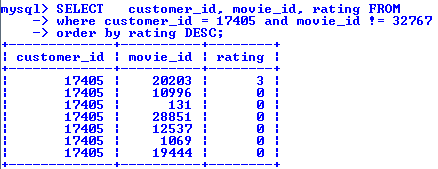 mysql> SELECT   customer_id, movie_id, rating FROM
    -> where customer_id = 17405 and movie_id != 32767
    -> order by rating DESC;
+-------------+----------+--------+
| customer_id | movie_id | rating |
+-------------+----------+--------+
|       17405 |    20203 |      3 |
|       17405 |    10996 |      0 |
|       17405 |      131 |      0 |
|       17405 |    28851 |      0 |
|       17405 |    12537 |      0 |
|       17405 |     1069 |      0 |
|       17405 |    19444 |      0 |
+-------------+----------+--------+